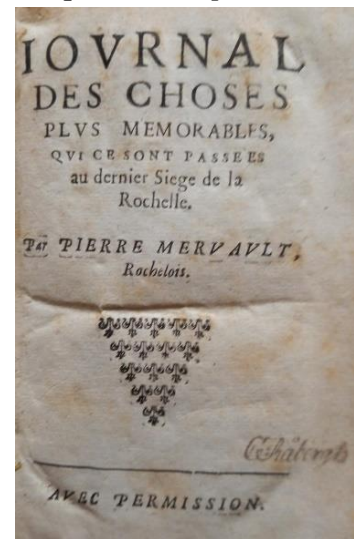 IOVRNAL
DES CHOSES
PLVS MEMORABLES,
QVI CE SONT PASSEES
au dernier Siege de la
Rochelle.
Par PIERRE MERVAVLT,
Rochelois.
AVEC PERMISSION.